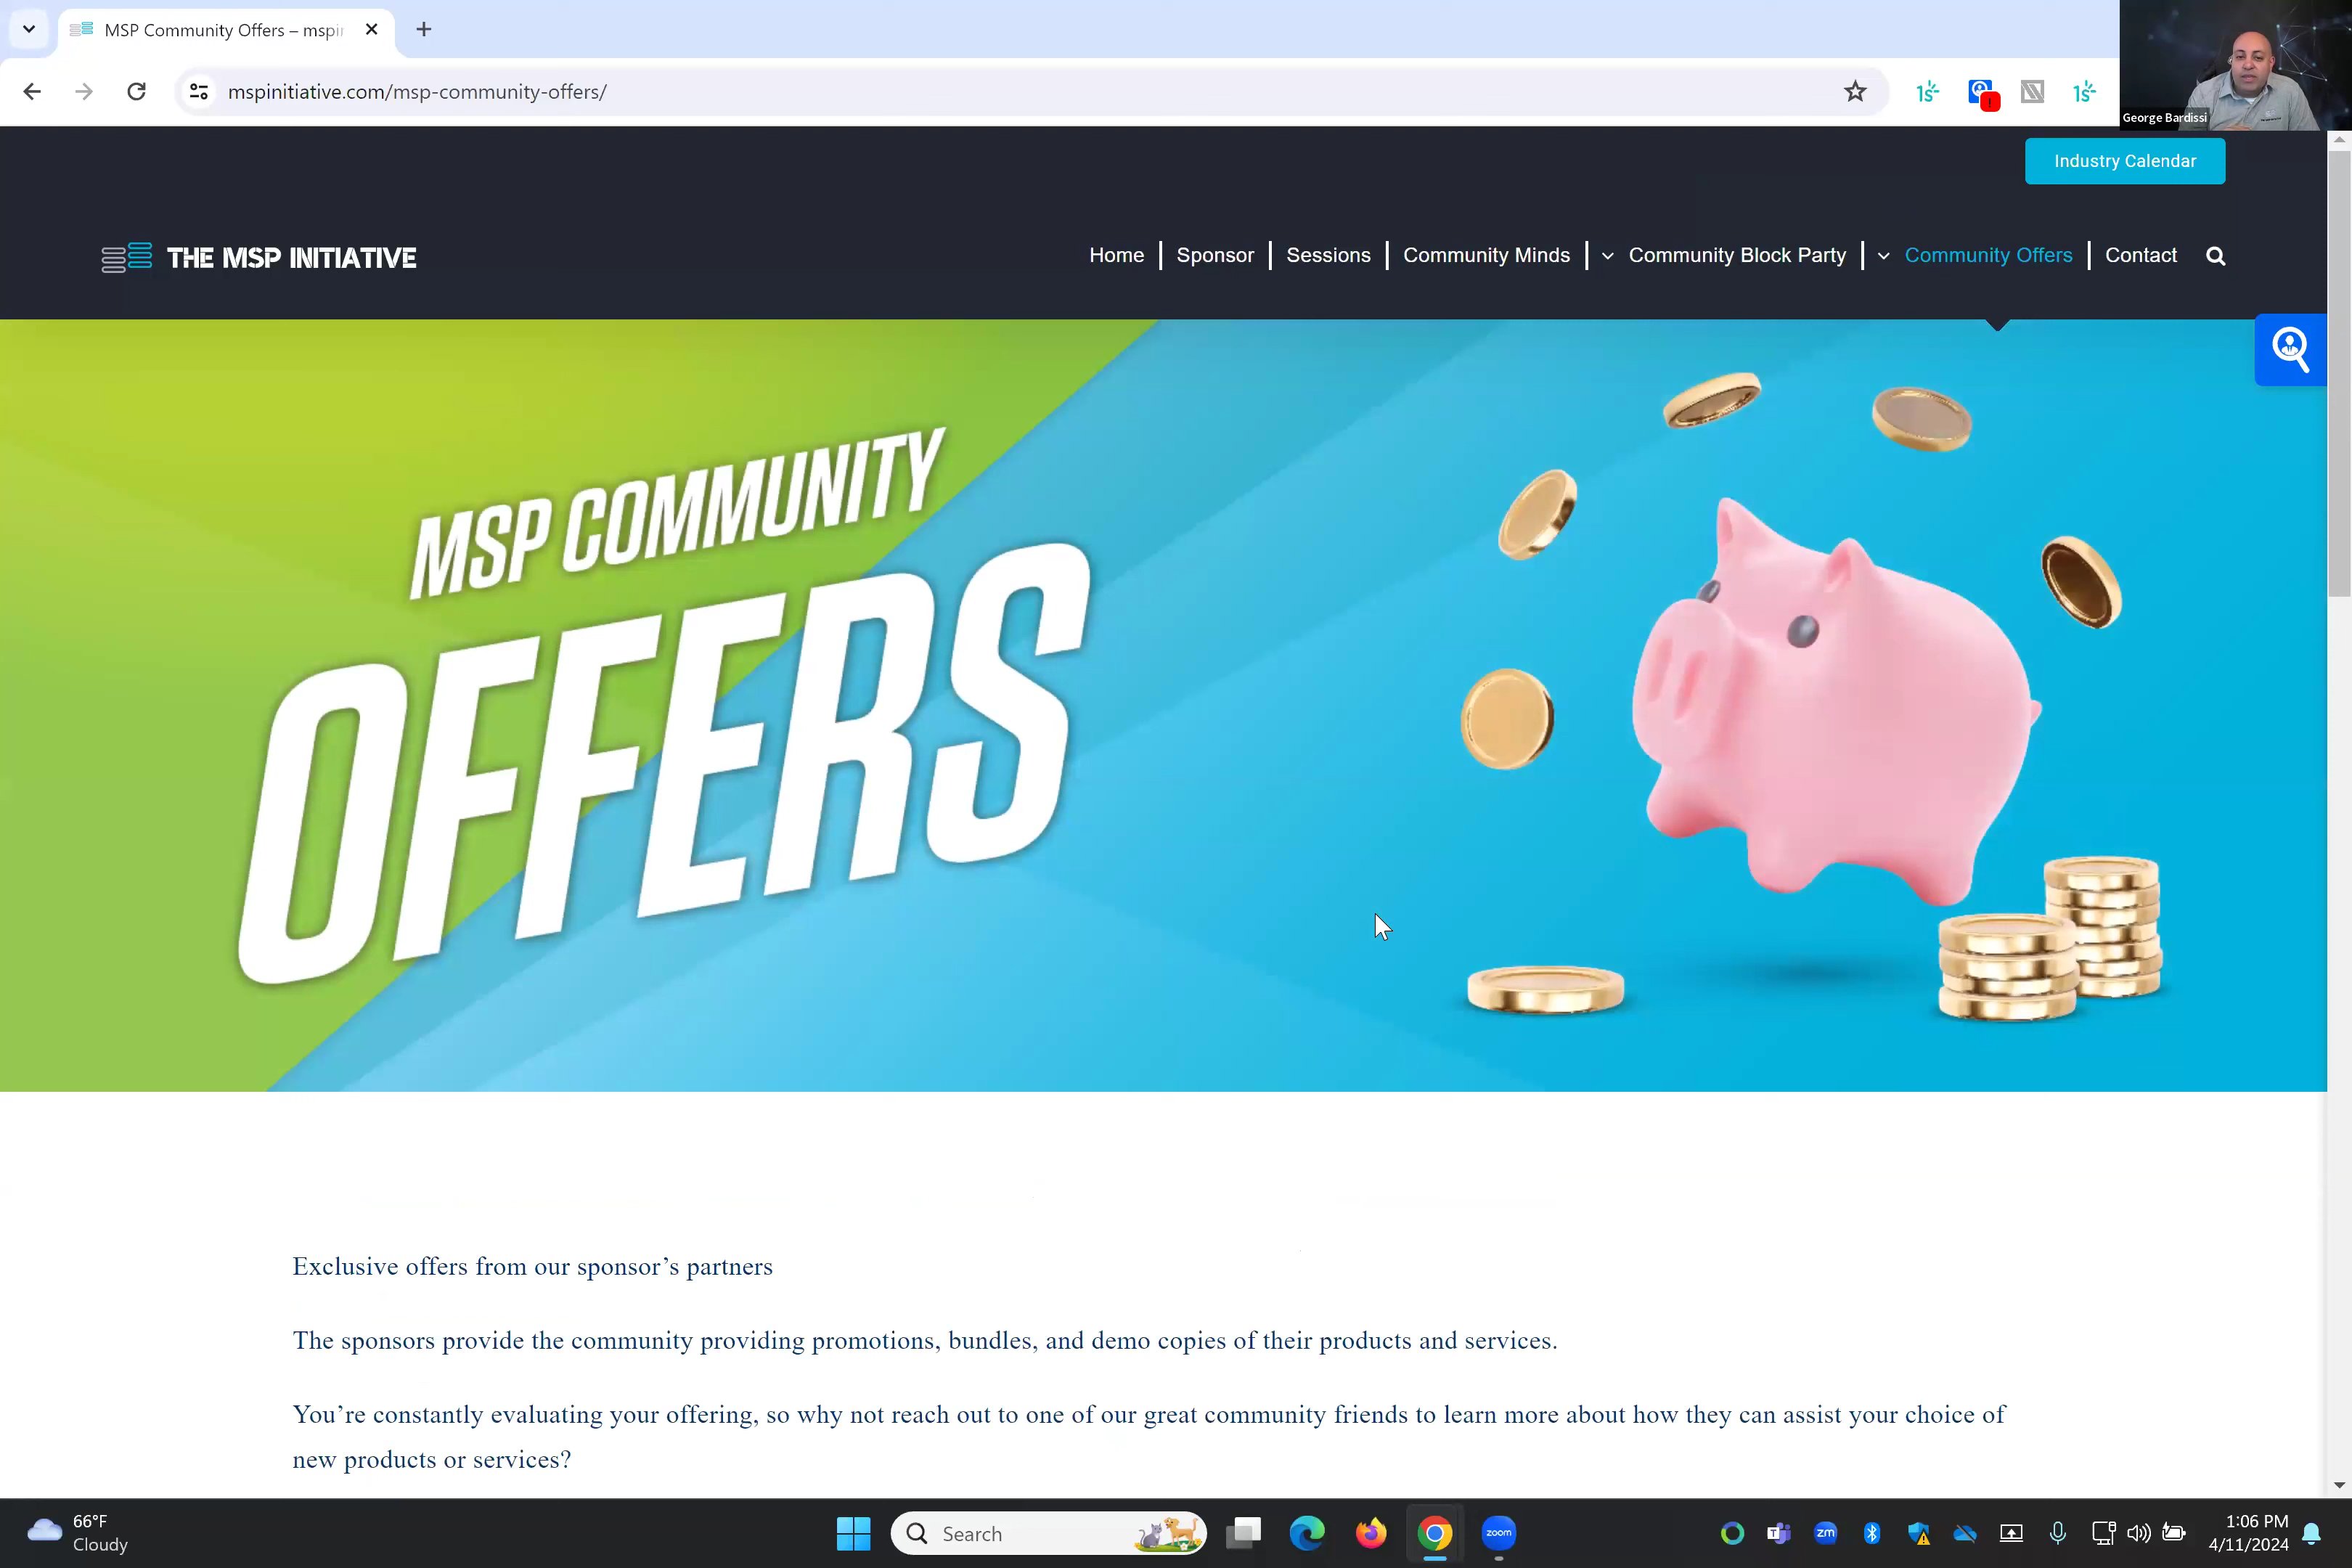 MSP Community Offers – mspi
mspinitiative.com/msp-community-offers/
George Bardissi
Industry Calendar
THE MSP INITIATIVE
Home | Sponsor | Sessions | Community Minds | Community Block Party | Community Offers | Contact
MSP COMMUNITY
OFFERS
Exclusive offers from our sponsor’s partners
The sponsors provide the community providing promotions, bundles, and demo copies of their products and services.
You’re constantly evaluating your offering, so why not reach out to one of our great community friends to learn more about how they can assist your choice of
new products or services?
66°F
Cloudy
Search
zoom
zm
1:06 PM
4/11/2024